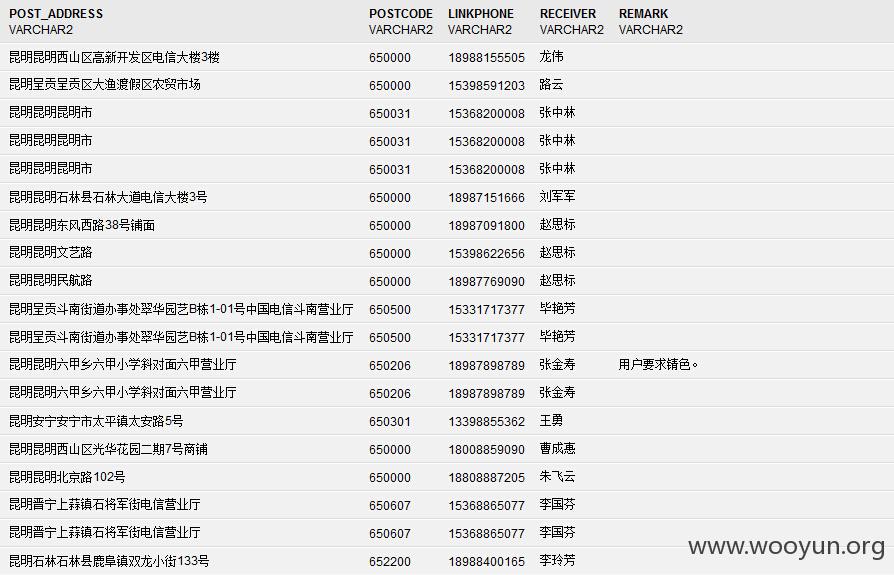 POST_ADDRESS POSTCODE LINKPHONE RECEIVER REMARK
VARCHAR2 VARCHAR2 VARCHAR2 VARCHAR2 VARCHAR2
昆明昆明西山区高新开发区电信大楼3楼 650000 18988155505 龙伟
昆明呈贡呈贡区大渔渡假区农贸市场 650000 15398591203 路云
昆明昆明昆明市 650031 15368200008 张中林
昆明昆明昆明市 650031 15368200008 张中林
昆明昆明昆明市 650031 15368200008 张中林
昆明昆明石林县石林大道电信大楼3号 650000 18987151666 刘军军
昆明昆明东风西路38号铺面 650000 18987091800 赵思标
昆明昆明文艺路 650000 15398622656 赵思标
昆明昆明民航路 650000 18987769090 赵思标
昆明呈贡斗南街道办事处翠华园艺B栋1-01号中国电信斗南营业厅 650500 15331717377 毕艳芳
昆明呈贡斗南街道办事处翠华园艺B栋1-01号中国电信斗南营业厅 650500 15331717377 毕艳芳
昆明昆明六甲乡六甲小学斜对面六甲营业厅 650206 18987898789 张金寿 用户要求锖色。
昆明昆明六甲乡六甲小学斜对面六甲营业厅 650206 18987898789 张金寿
昆明安宁安宁市太平镇太安路5号 650301 13398855362 王勇
昆明昆明西山区光华花园二期7号商铺 650000 18008859090 曹成惠
昆明昆明北京路102号 650000 18808887205 朱飞云
昆明晋宁上蒜镇石将军街电信营业厅 650607 15368865077 李国芬
昆明晋宁上蒜镇石将军街电信营业厅 650607 15368865077 李国芬
昆明石林石林县鹿阜镇双龙小街133号 652200 18988400165 李玲芳
www.wooyun.org